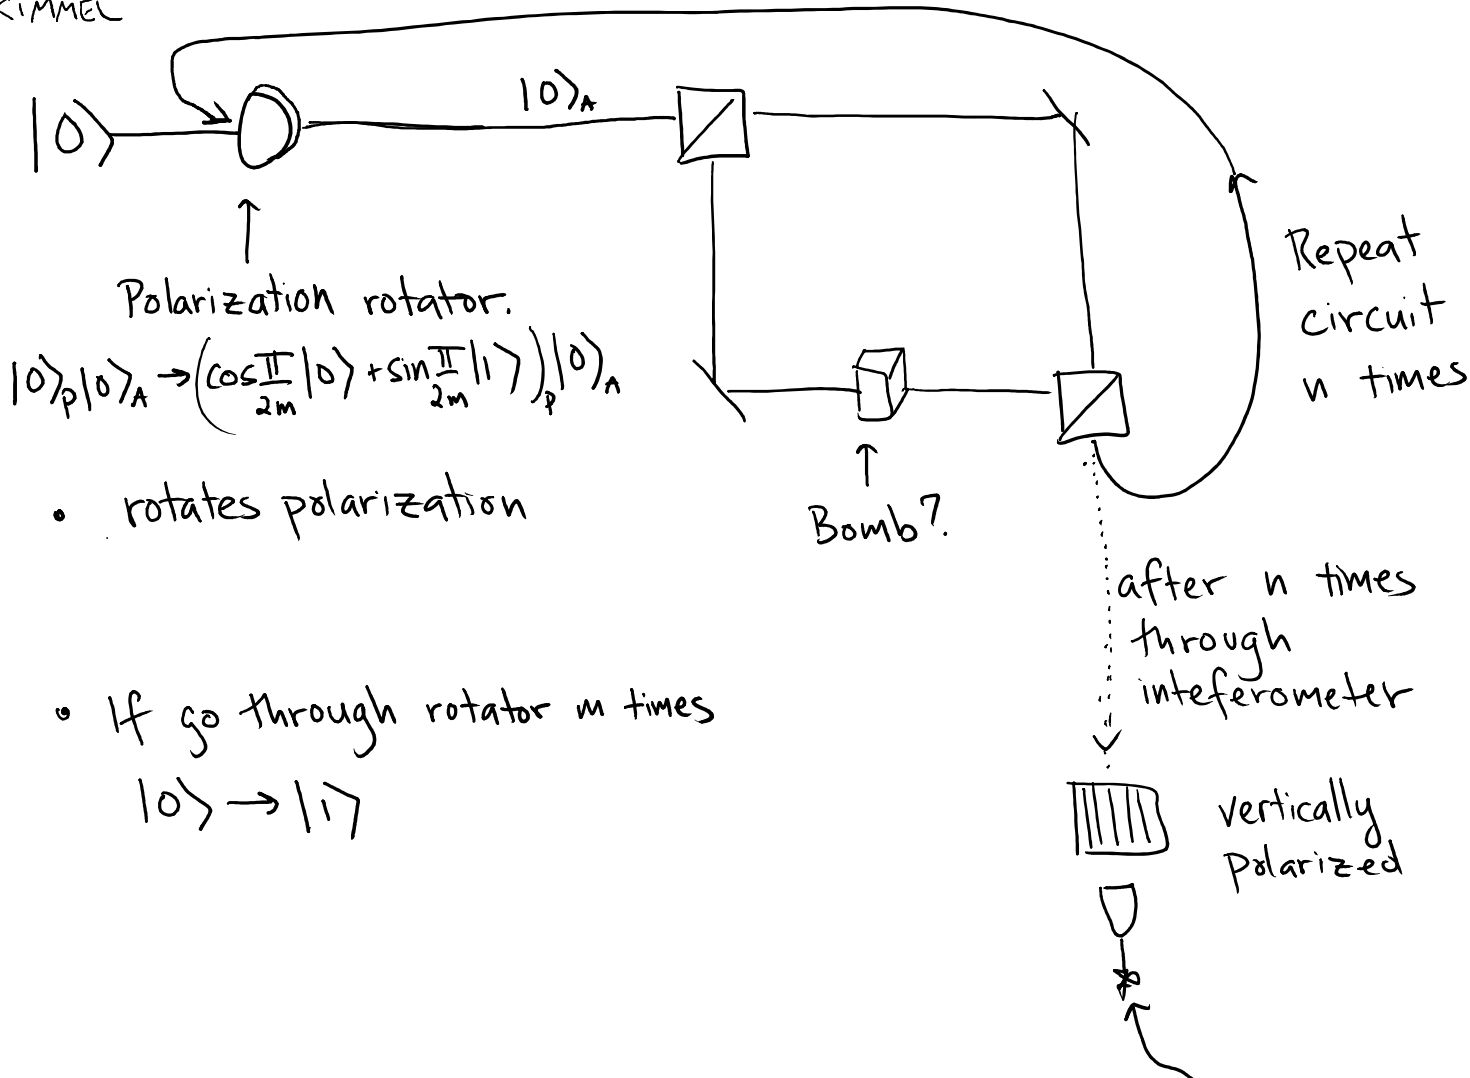 KIMMEL
|0⟩
|0⟩_A
Polarization rotator.
|0⟩_P|0⟩_A → (cos π/2m |0⟩ + sin π/2m |1⟩)_P |0⟩_A
• rotates polarization
• If go through rotator m times
|0⟩ → |1⟩
Bomb?
Repeat
circuit
n times
after n times
through
inteferometer
vertically
polarized